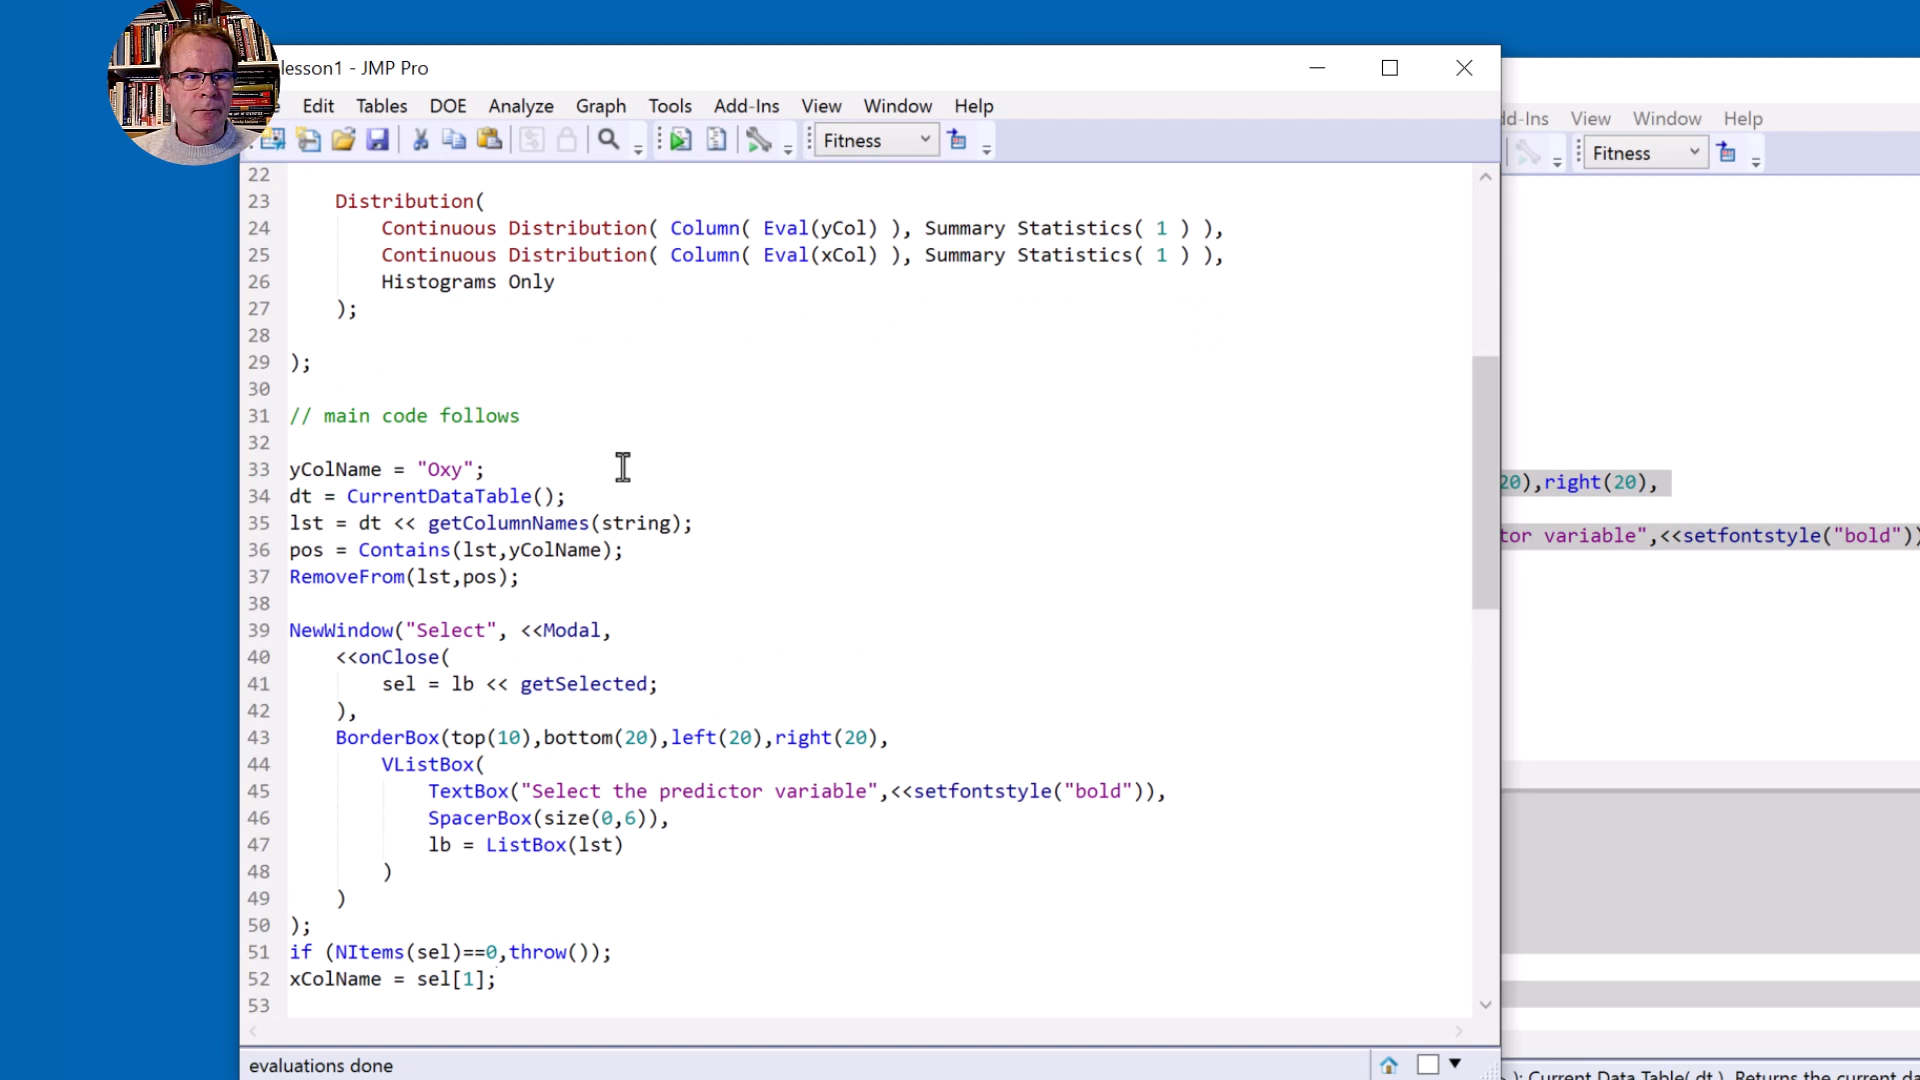 lesson1 - JMP Pro
Edit Tables DOE Analyze Graph Tools Add-Ins View Window Help
Fitness
22
23 Distribution(
24 Continuous Distribution( Column( Eval(yCol) ), Summary Statistics( 1 ) ),
25 Continuous Distribution( Column( Eval(xCol) ), Summary Statistics( 1 ) ),
26 Histograms Only
27 );
28
29 );
30
31 // main code follows
32
33 yColName = "Oxy";
34 dt = CurrentDataTable();
35 lst = dt << getColumnNames(string);
36 pos = Contains(lst,yColName);
37 RemoveFrom(lst,pos);
38
39 NewWindow("Select", <<Modal,
40 <<onClose(
41 sel = lb << getSelected;
42 ),
43 BorderBox(top(10),bottom(20),left(20),right(20),
44 VListBox(
45 TextBox("Select the predictor variable",<<setfontstyle("bold")),
46 SpacerBox(size(0,6)),
47 lb = ListBox(lst)
48 )
49 )
50 );
51 if (NItems(sel)==0,throw());
52 xColName = sel[1];
53
evaluations done
dd-Ins View Window Help
Fitness
20),right(20),
tor variable",<<setfontstyle("bold"))
): Current Data Table( dt ) Returns the current da